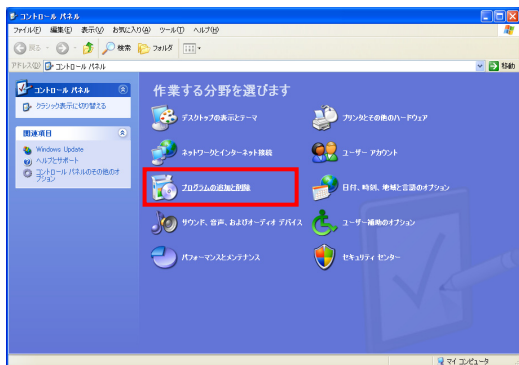 コントロール パネル
ファイル(F) 編集(E) 表示(V) お気に入り(A) ツール(T) ヘルプ(H)
戻る 検索 フォルダ
アドレス(D) コントロール パネル 移動
コントロール パネル
クラシック表示に切り替える
関連項目
Windows Update
ヘルプとサポート
コントロール パネルのその他のオプション
作業する分野を選びます
デスクトップの表示とテーマ
プリンタとその他のハードウェア
ネットワークとインターネット接続
ユーザー アカウント
プログラムの追加と削除
日付、時刻、地域と言語のオプション
サウンド、音声、およびオーディオ デバイス
ユーザー補助のオプション
パフォーマンスとメンテナンス
セキュリティ センター
マイ コンピュータ